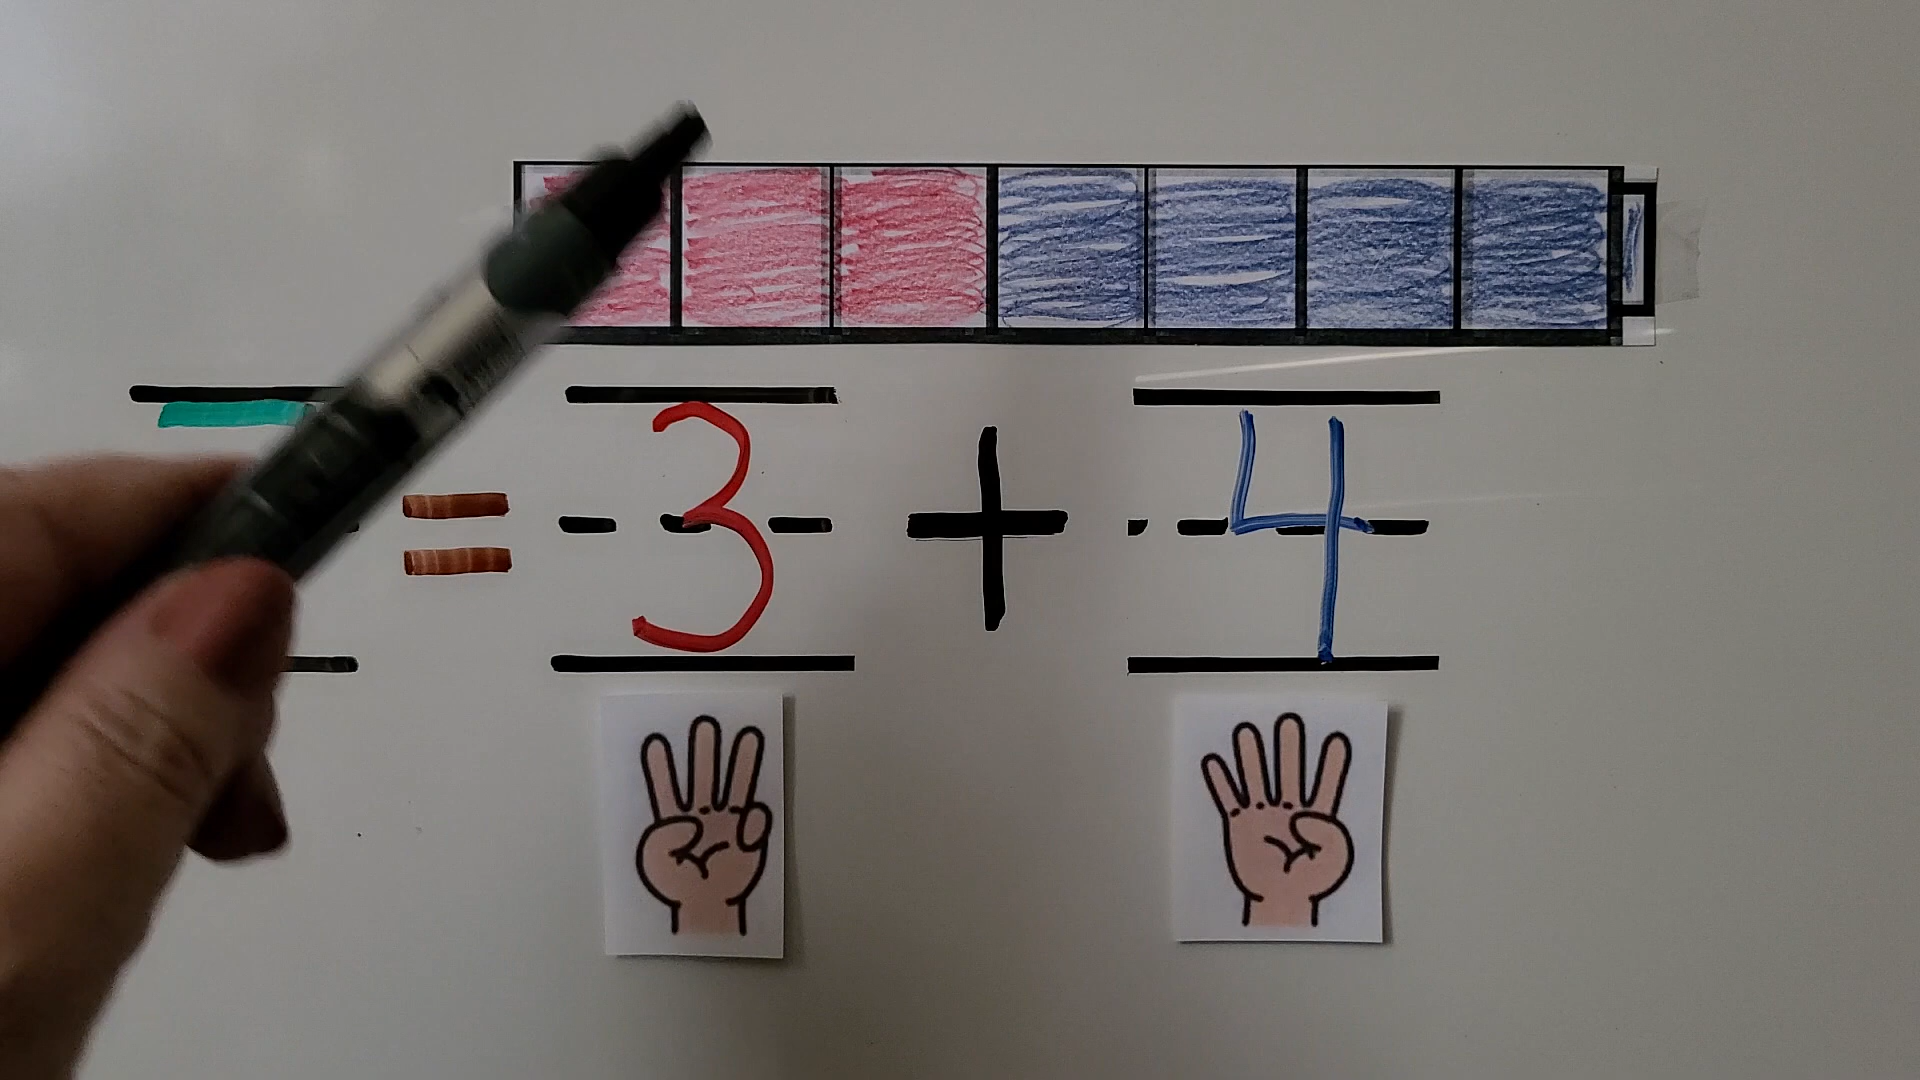 = 3 + 4